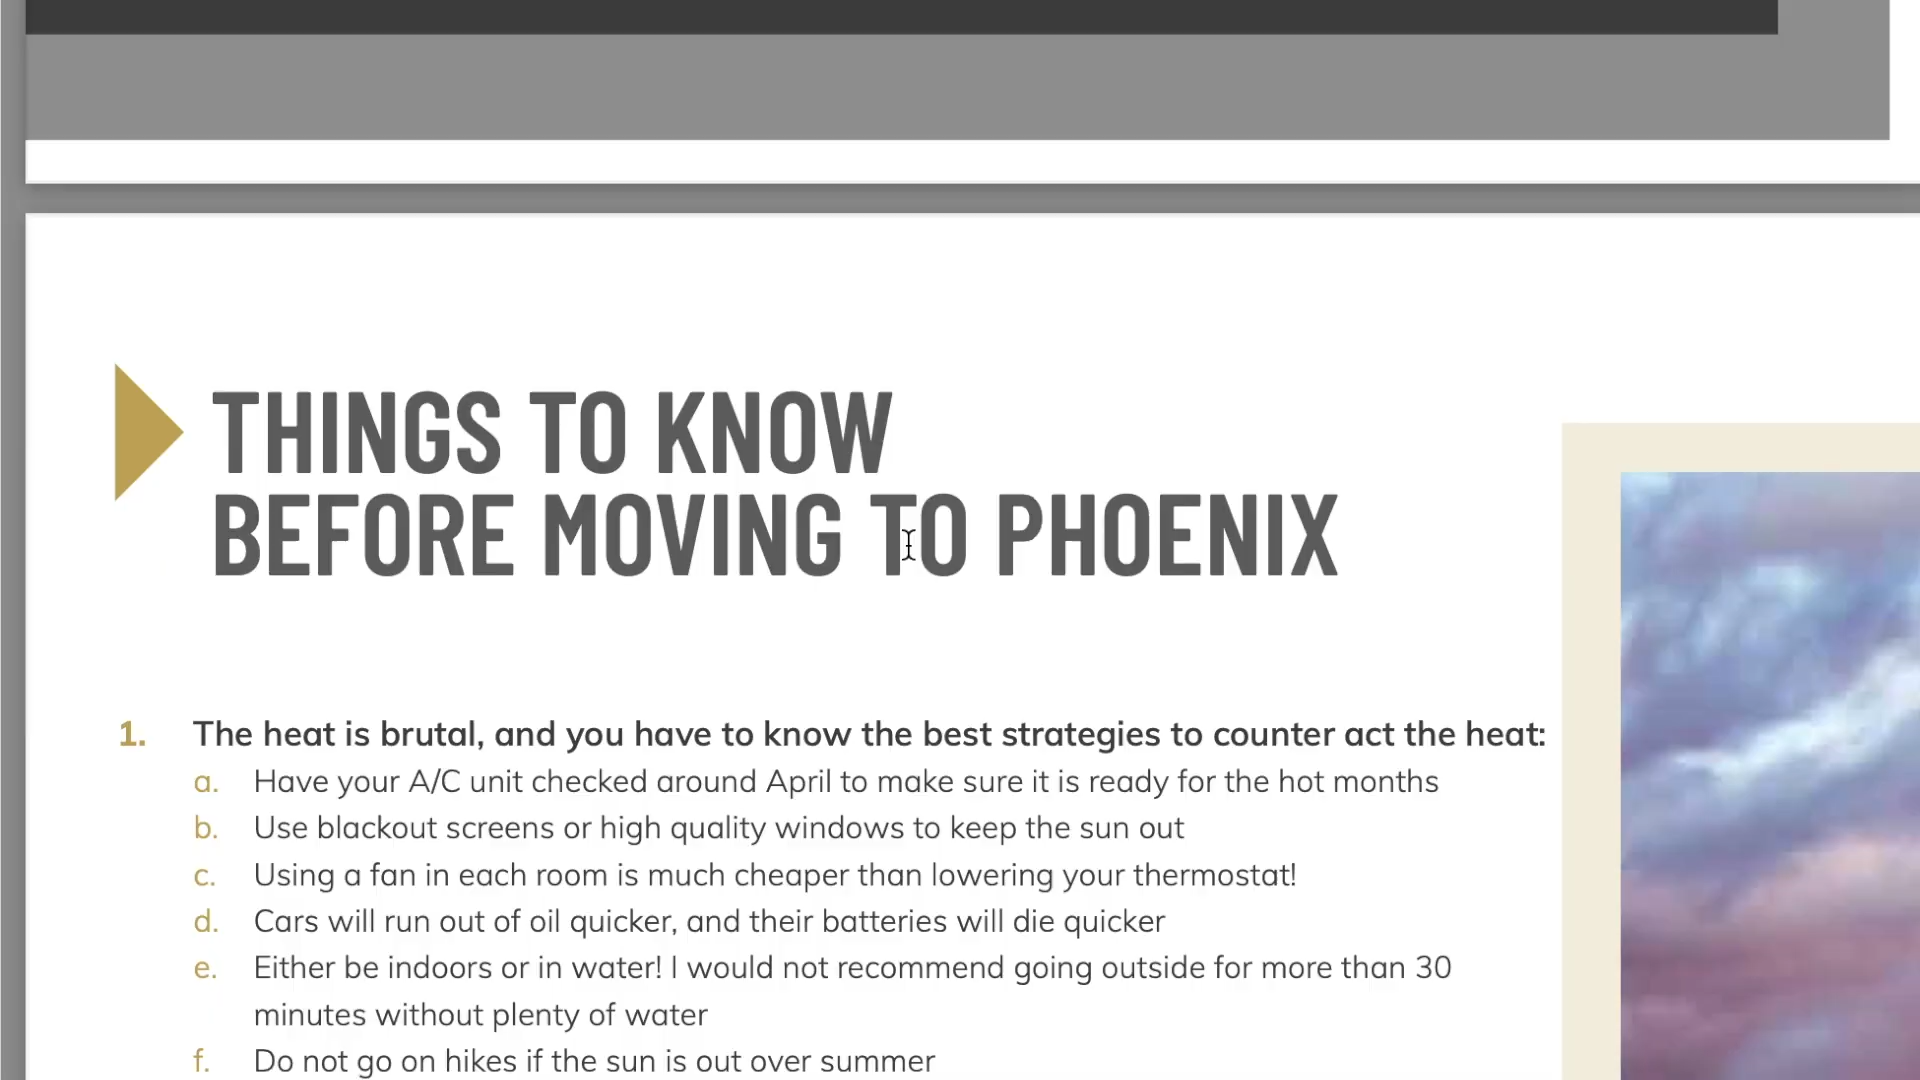 THINGS TO KNOW
BEFORE MOVING TO PHOENIX
1. The heat is brutal, and you have to know the best strategies to counter act the heat:
a. Have your A/C unit checked around April to make sure it is ready for the hot months
b. Use blackout screens or high quality windows to keep the sun out
c. Using a fan in each room is much cheaper than lowering your thermostat!
d. Cars will run out of oil quicker, and their batteries will die quicker
e. Either be indoors or in water! I would not recommend going outside for more than 30
minutes without plenty of water
f. Do not go on hikes if the sun is out over summer